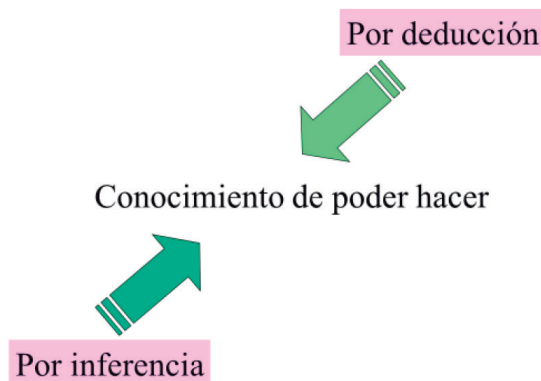 Por deducción
Conocimiento de poder hacer
Por inferencia